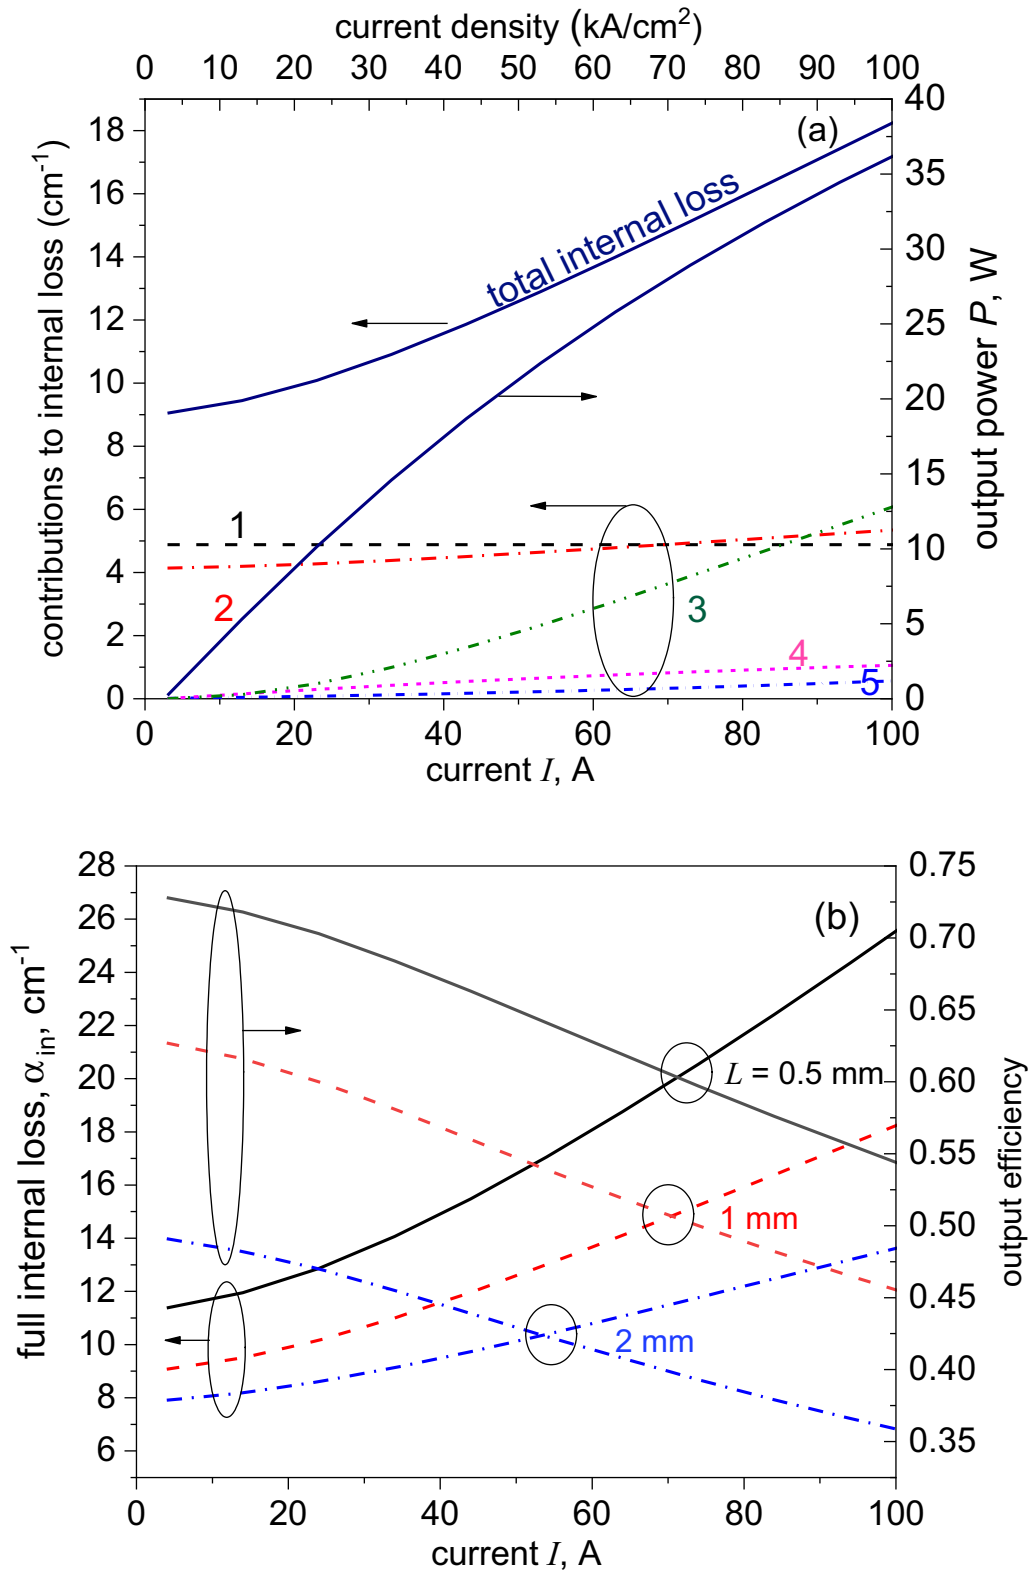 current density (kA/cm²)
0 10 20 30 40 50 60 70 80 90 100
contributions to internal loss (cm⁻¹)
18
16
14
12
10
8
6
4
2
0
(a)
total internal loss
1
2
3
4
5
40
35
30
25
20
15
10
5
0
output power P, W
0 20 40 60 80 100
current I, A
full internal loss, αin, cm⁻¹
28
26
24
22
20
18
16
14
12
10
8
6
(b)
L = 0.5 mm
1 mm
2 mm
0.75
0.70
0.65
0.60
0.55
0.50
0.45
0.40
0.35
output efficiency
0 20 40 60 80 100
current I, A